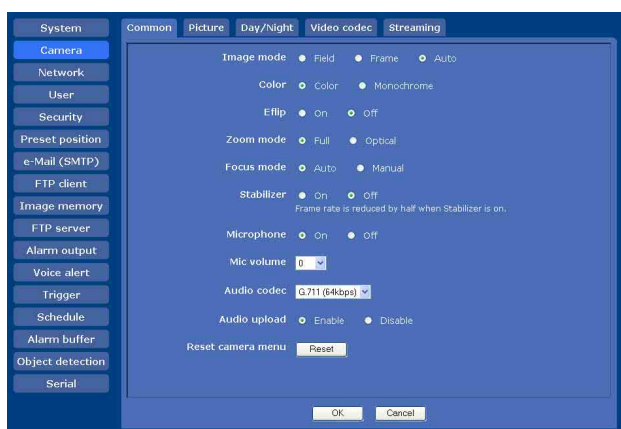 System
Camera
Network
User
Security
Preset position
e-Mail (SMTP)
FTP client
Image memory
FTP server
Alarm output
Voice alert
Trigger
Schedule
Alarm buffer
Object detection
Serial
Common Picture Day/Night Video codec Streaming
Image mode Field Frame Auto
Color Color Monochrome
Eflip On Off
Zoom mode Full Optical
Focus mode Auto Manual
Stabilizer On Off
Frame rate is reduced by half when Stabilizer is on.
Microphone On Off
Mic volume 0
Audio codec G.711 (64kbps)
Audio upload Enable Disable
Reset camera menu Reset
OK Cancel